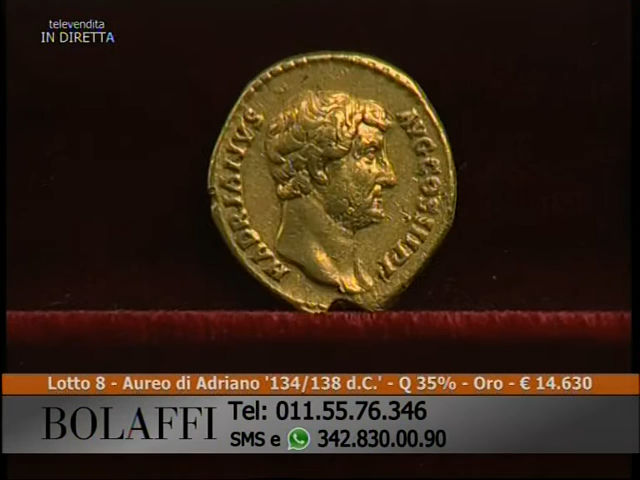 televendita
IN DIRETTA
HADRIANVS
AVG COS III P P
Lotto 8 - Aureo di Adriano '134/138 d.C.' - Q 35% - Oro - € 14.630
BOLAFFI
Tel: 011.55.76.346
SMS e 342.830.00.90